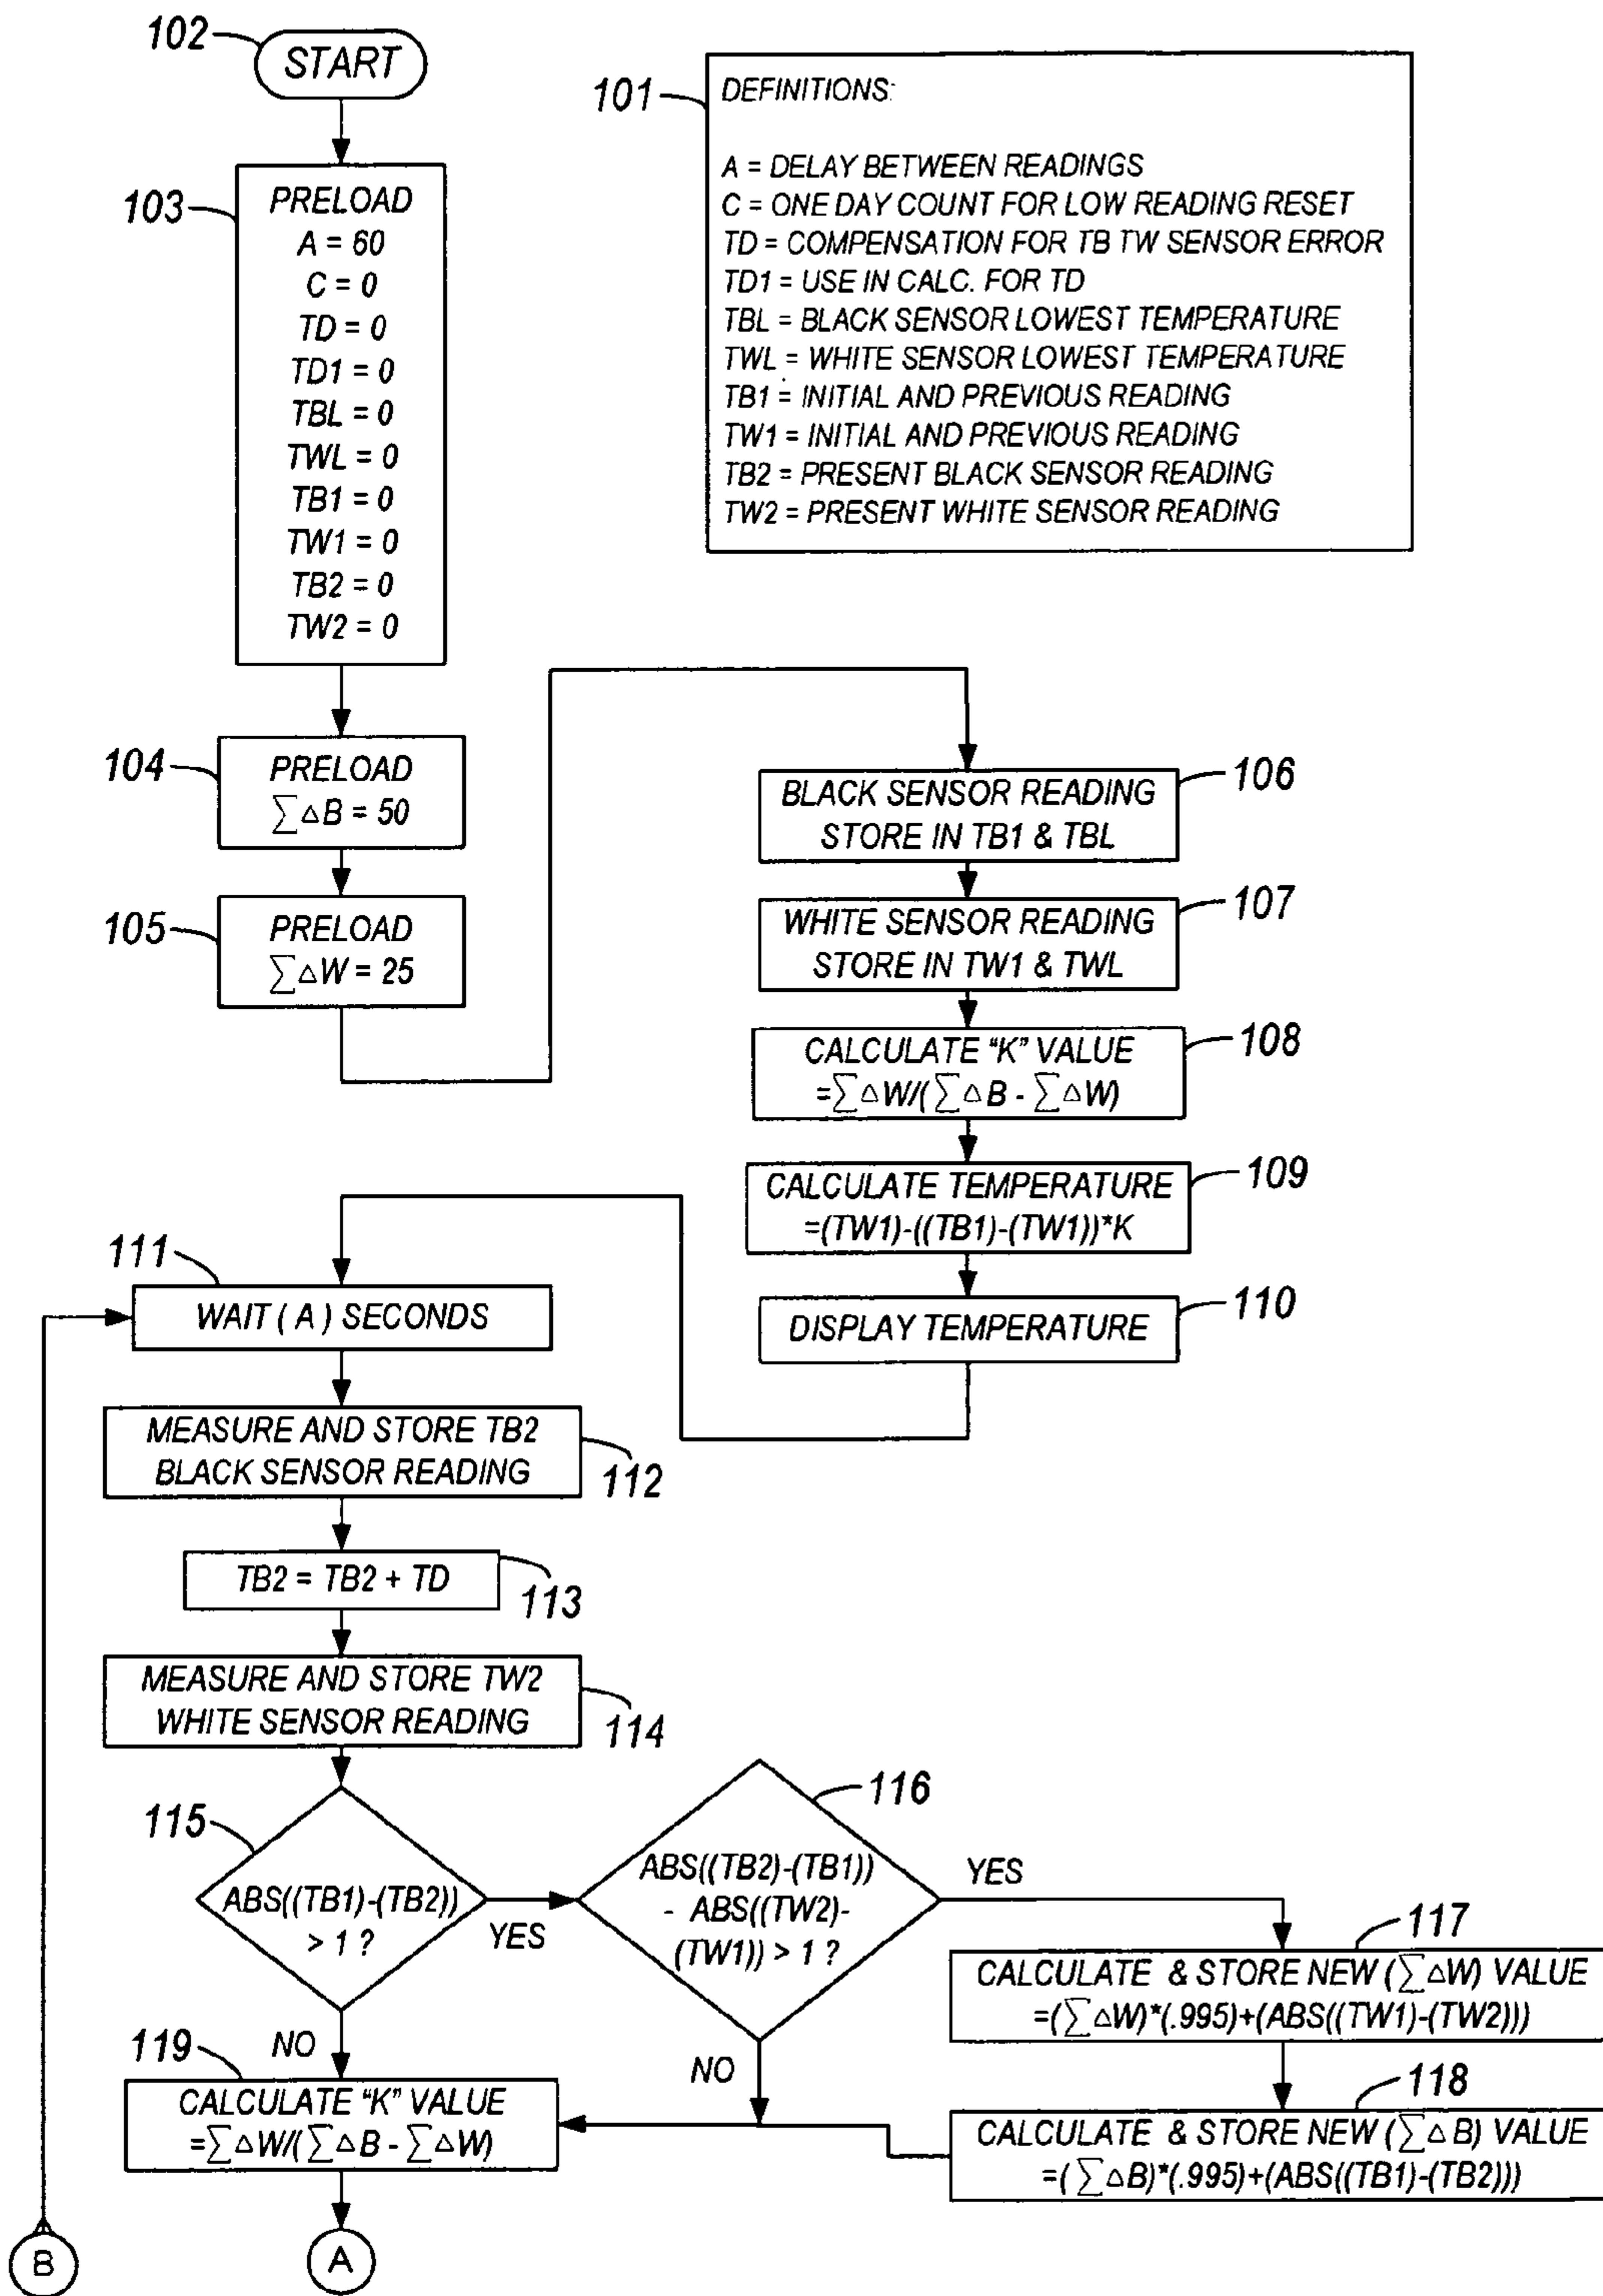 102
START
101
DEFINITIONS:
A = DELAY BETWEEN READINGS
C = ONE DAY COUNT FOR LOW READING RESET
TD = COMPENSATION FOR TB TW SENSOR ERROR
TD1 = USE IN CALC. FOR TD
TBL = BLACK SENSOR LOWEST TEMPERATURE
TWL = WHITE SENSOR LOWEST TEMPERATURE
TB1 = INITIAL AND PREVIOUS READING
TW1 = INITIAL AND PREVIOUS READING
TB2 = PRESENT BLACK SENSOR READING
TW2 = PRESENT WHITE SENSOR READING
103
PRELOAD
A = 60
C = 0
TD = 0
TD1 = 0
TBL = 0
TWL = 0
TB1 = 0
TW1 = 0
TB2 = 0
TW2 = 0
104
PRELOAD
∑△B = 50
105
PRELOAD
∑△W = 25
106
BLACK SENSOR READING
STORE IN TB1 & TBL
107
WHITE SENSOR READING
STORE IN TW1 & TWL
108
CALCULATE “K” VALUE
=∑△W/(∑△B - ∑△W)
109
CALCULATE TEMPERATURE
=(TW1)-((TB1)-(TW1))*K
110
DISPLAY TEMPERATURE
111
WAIT ( A ) SECONDS
112
MEASURE AND STORE TB2
BLACK SENSOR READING
113
TB2 = TB2 + TD
114
MEASURE AND STORE TW2
WHITE SENSOR READING
115
ABS((TB1)-(TB2))
> 1 ?
YES
NO
116
ABS((TB2)-(TB1))
- ABS((TW2)-
(TW1)) > 1 ?
YES
NO
117
CALCULATE & STORE NEW (∑△W) VALUE
=(∑△W)*(.995)+(ABS((TW1)-(TW2)))
118
CALCULATE & STORE NEW (∑△B) VALUE
=(∑△B)*(.995)+(ABS((TB1)-(TB2)))
119
CALCULATE “K” VALUE
=∑△W/(∑△B - ∑△W)
B
A